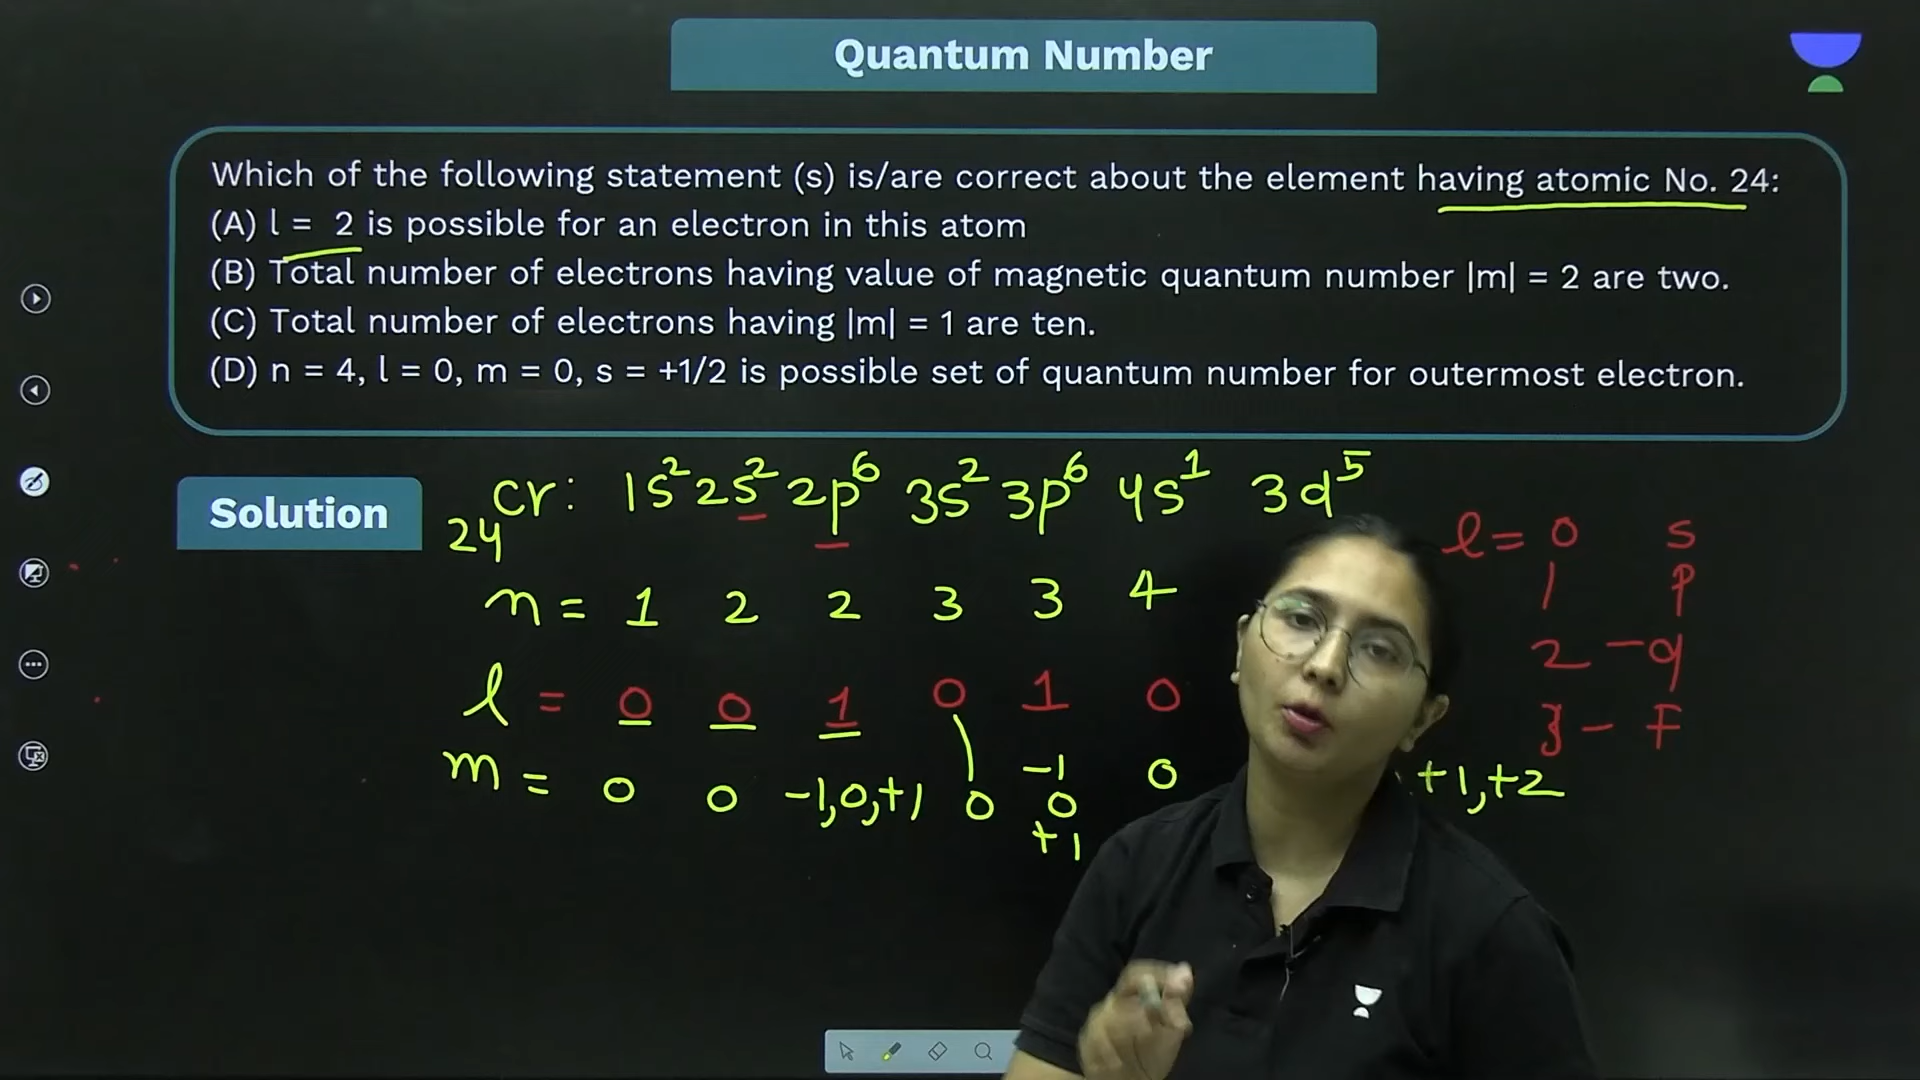 Quantum Number
Which of the following statement (s) is/are correct about the element having atomic No. 24:
(A) l = 2 is possible for an electron in this atom
(B) Total number of electrons having value of magnetic quantum number |m| = 2 are two.
(C) Total number of electrons having |m| = 1 are ten.
(D) n = 4, l = 0, m = 0, s = +1/2 is possible set of quantum number for outermost electron.
Solution
24Cr: 1s² 2s² 2p⁶ 3s² 3p⁶ 4s¹ 3d⁵
n = 1 2 2 3 3 4
l = 0 0 1 0 1 0
m = 0 0 -1,0,+1 0 -1 0 +1 0 +1,+2
l = 0 s
1 p
2 - d
3 - F